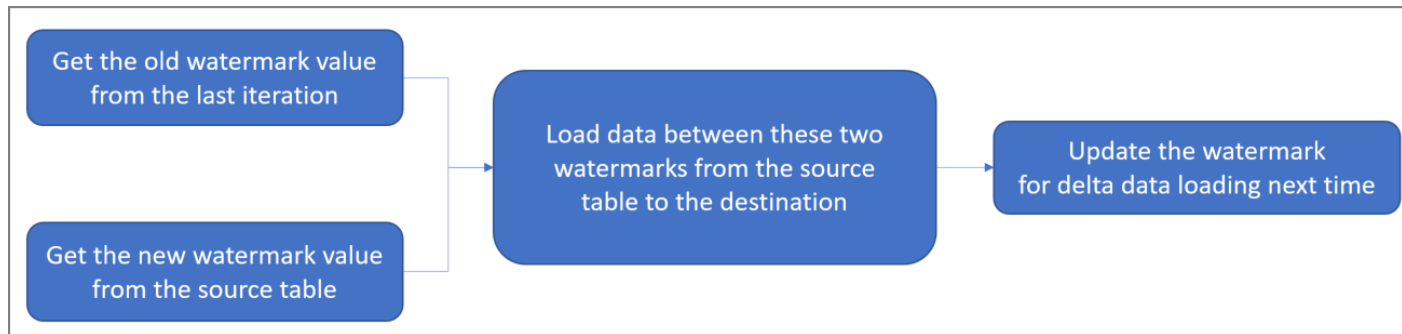 Get the old watermark value
from the last iteration
Get the new watermark value
from the source table
Load data between these two
watermarks from the source
table to the destination
Update the watermark
for delta data loading next time